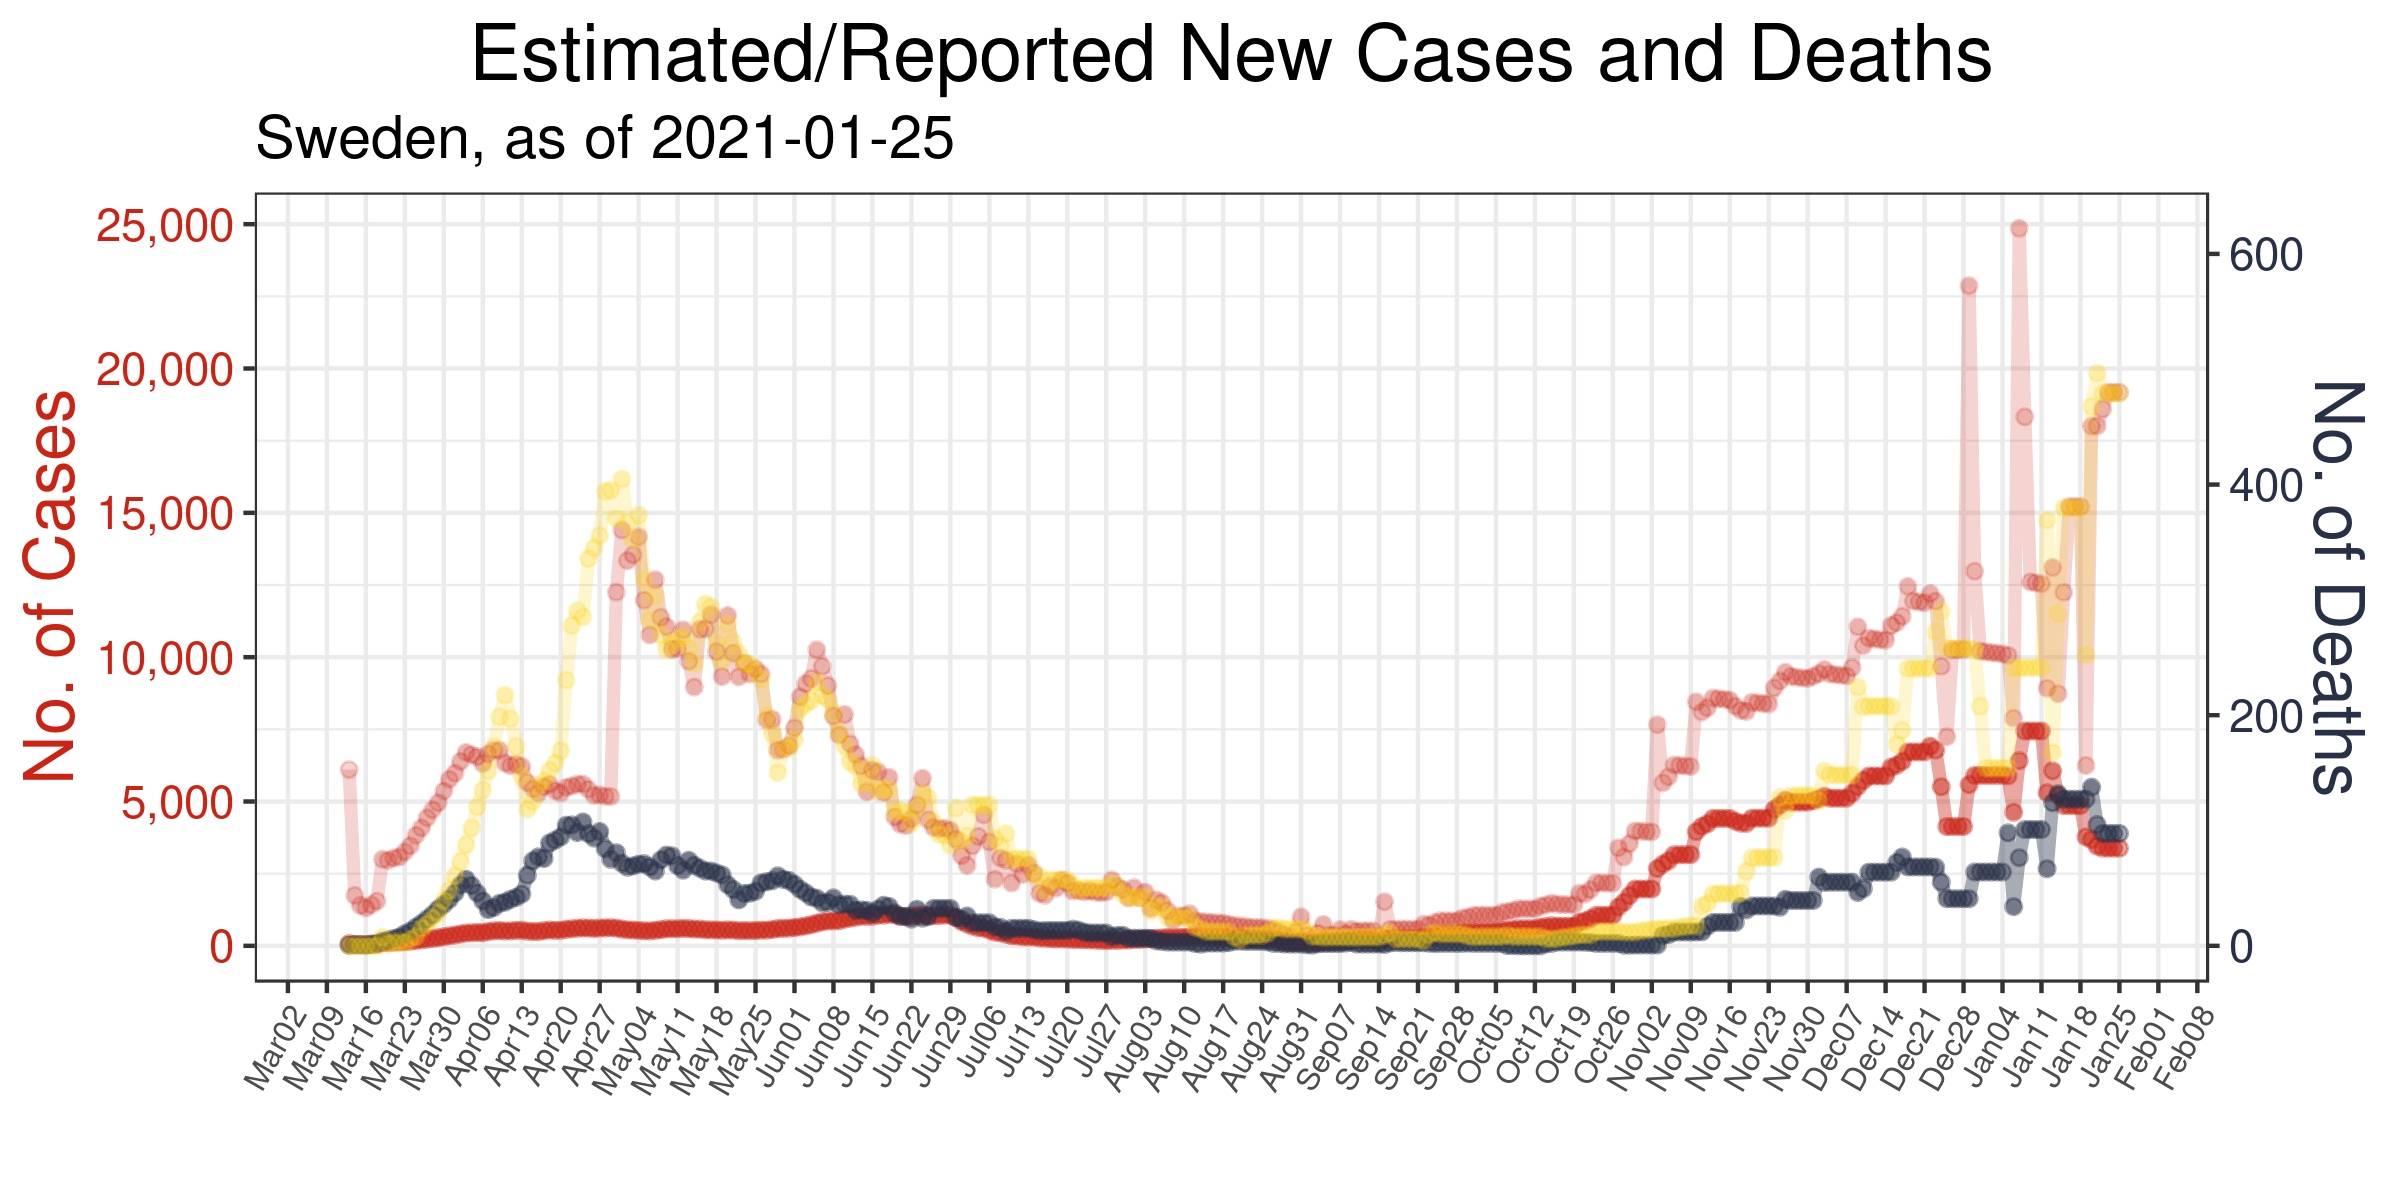 Estimated/Reported New Cases and Deaths
Sweden, as of 2021-01-25
No. of Cases
25,000
20,000
15,000
10,000
5,000
0
600
400
200
0
No. of Deaths
Mar02 Mar09 Mar16 Mar23 Mar30 Apr06 Apr13 Apr20 Apr27 May04 May11 May18 May25 Jun01 Jun08 Jun15 Jun22 Jun29 Jul06 Jul13 Jul20 Jul27 Aug03 Aug10 Aug17 Aug24 Aug31 Sep07 Sep14 Sep21 Sep28 Oct05 Oct12 Oct19 Oct26 Nov02 Nov09 Nov16 Nov23 Nov30 Dec07 Dec14 Dec21 Dec28 Jan04 Jan11 Jan18 Jan25 Feb01 Feb08